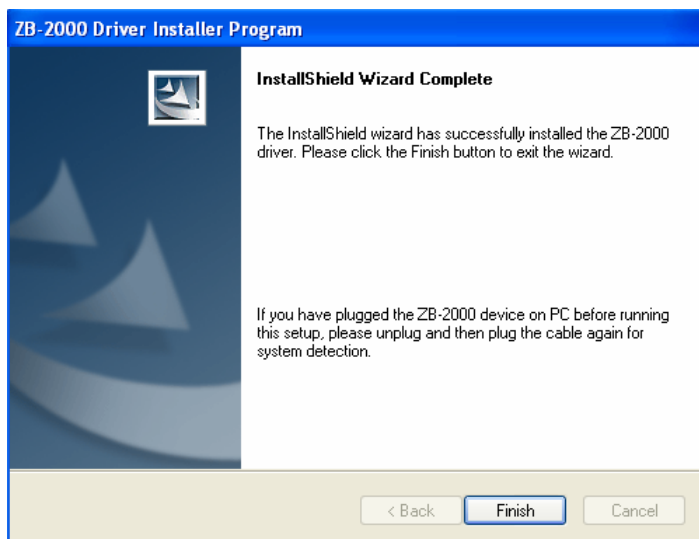 ZB-2000 Driver Installer Program
InstallShield Wizard Complete
The InstallShield wizard has successfully installed the ZB-2000
driver. Please click the Finish button to exit the wizard.
If you have plugged the ZB-2000 device on PC before running
this setup, please unplug and then plug the cable again for
system detection.
< Back Finish Cancel